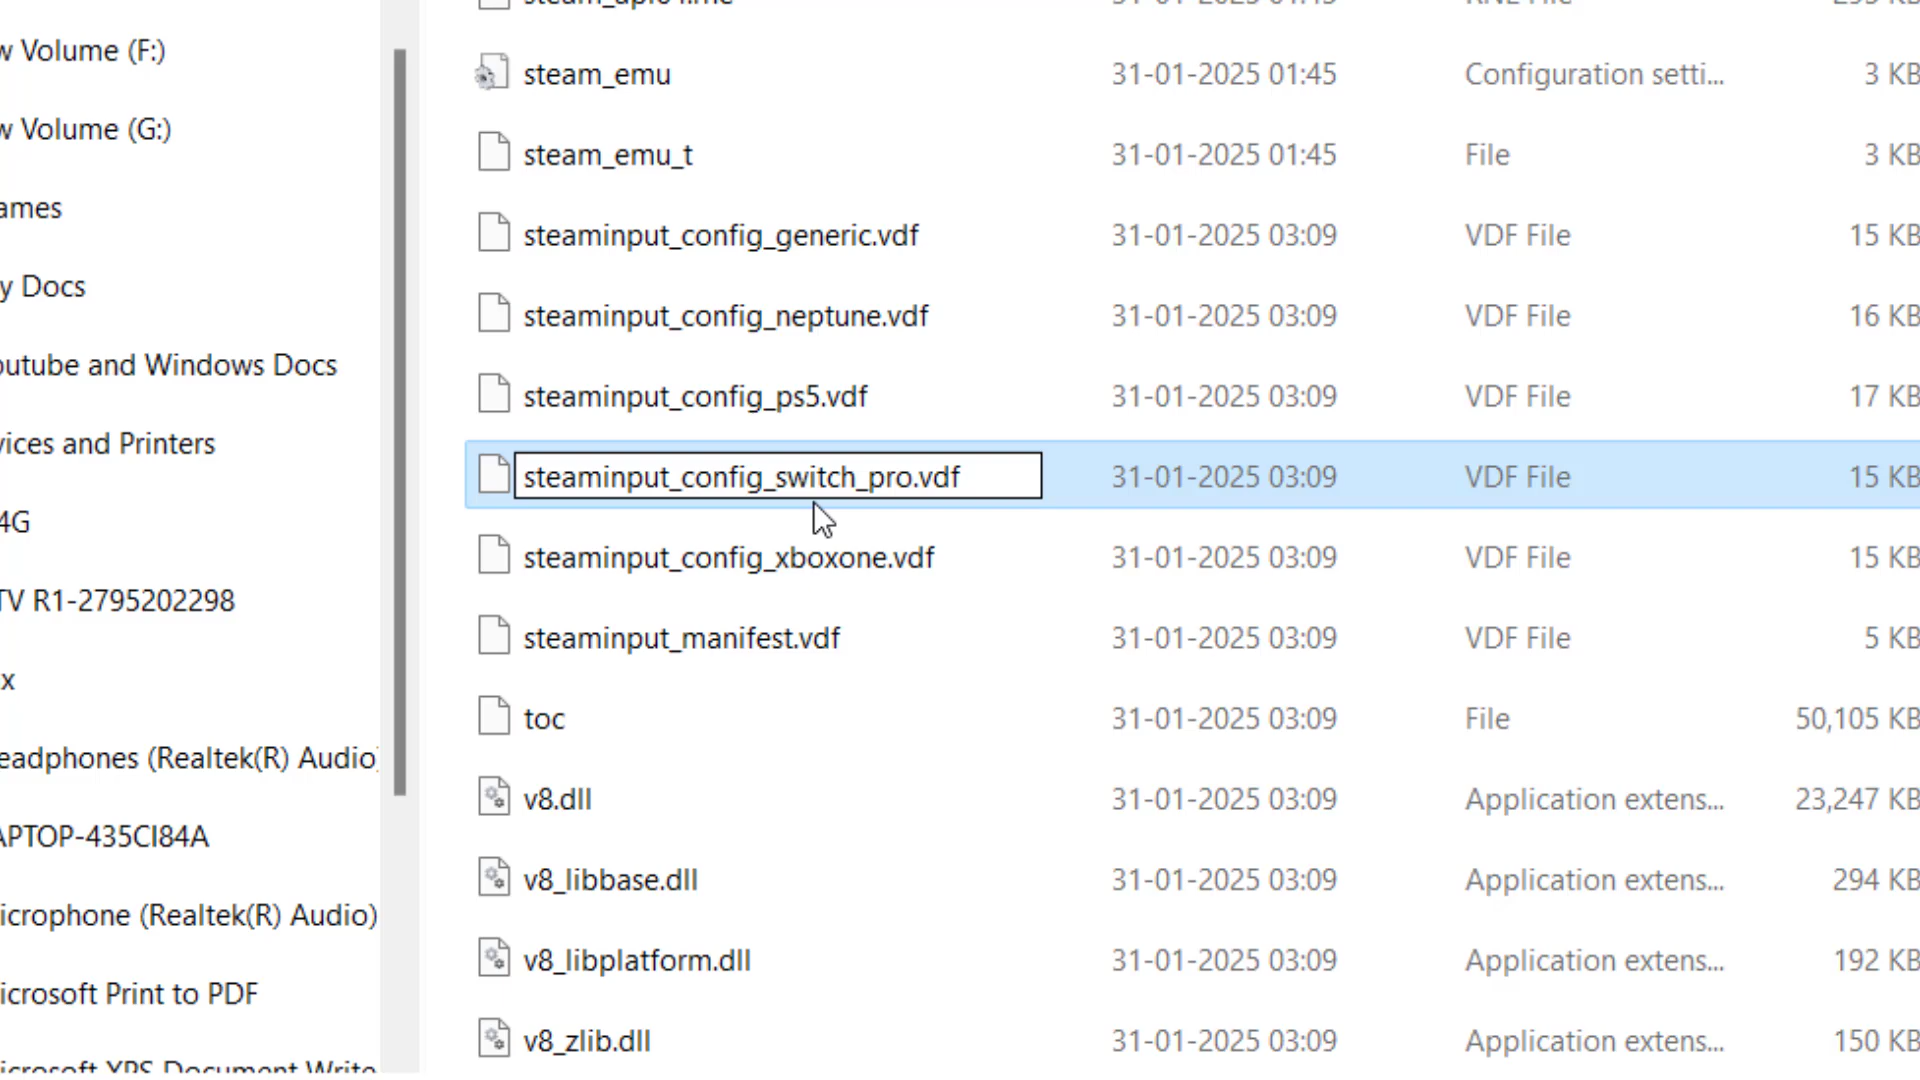 w Volume (F:)
w Volume (G:)
ames
y Docs
outube and Windows Docs
vices and Printers
4G
TV R1-2795202298
x
eadphones (Realtek(R) Audio)
APTOP-435CI84A
icrophone (Realtek(R) Audio)
icrosoft Print to PDF
icrosoft XPS Document Write
steam_emu 31-01-2025 01:45 Configuration setti... 3 KB
steam_emu_t 31-01-2025 01:45 File 3 KB
steaminput_config_generic.vdf 31-01-2025 03:09 VDF File 15 KB
steaminput_config_neptune.vdf 31-01-2025 03:09 VDF File 16 KB
steaminput_config_ps5.vdf 31-01-2025 03:09 VDF File 17 KB
steaminput_config_switch_pro.vdf 31-01-2025 03:09 VDF File 15 KB
steaminput_config_xboxone.vdf 31-01-2025 03:09 VDF File 15 KB
steaminput_manifest.vdf 31-01-2025 03:09 VDF File 5 KB
toc 31-01-2025 03:09 File 50,105 KB
v8.dll 31-01-2025 03:09 Application extens... 23,247 KB
v8_libbase.dll 31-01-2025 03:09 Application extens... 294 KB
v8_libplatform.dll 31-01-2025 03:09 Application extens... 192 KB
v8_zlib.dll 31-01-2025 03:09 Application extens... 150 KB